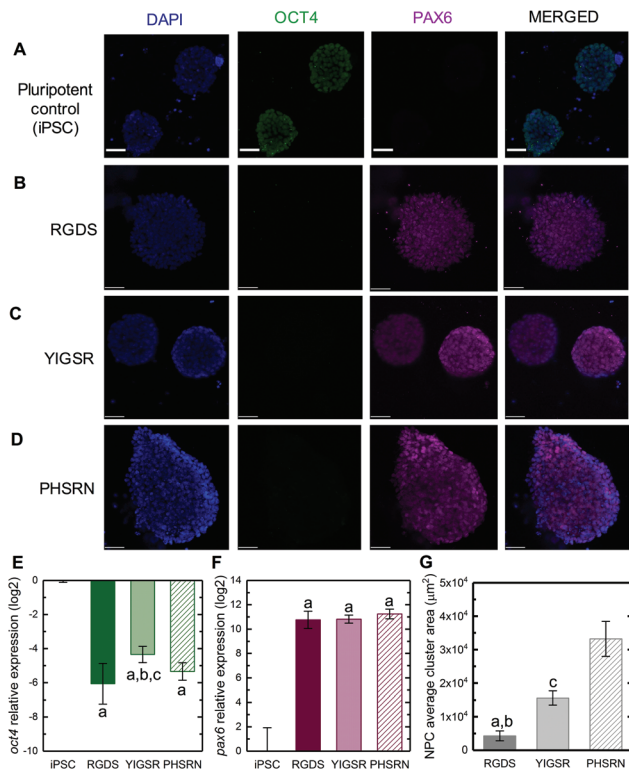 DAPI OCT4 PAX6 MERGED
A
Pluripotent
control
(iPSC)
B
RGDS
C
YIGSR
D
PHSRN
E
oct4 relative expression (log2)
0
-2
-4
-6
-8
-10
a
a,b,c
a
iPSC RGDS YIGSR PHSRN
F
pax6 relative expression (log2)
14
12
10
8
6
4
2
0
a
a
a
iPSC RGDS YIGSR PHSRN
G
NPC average cluster area (μm²)
5x10⁴
4x10⁴
3x10⁴
2x10⁴
1x10⁴
0
a,b
c
RGDS YIGSR PHSRN